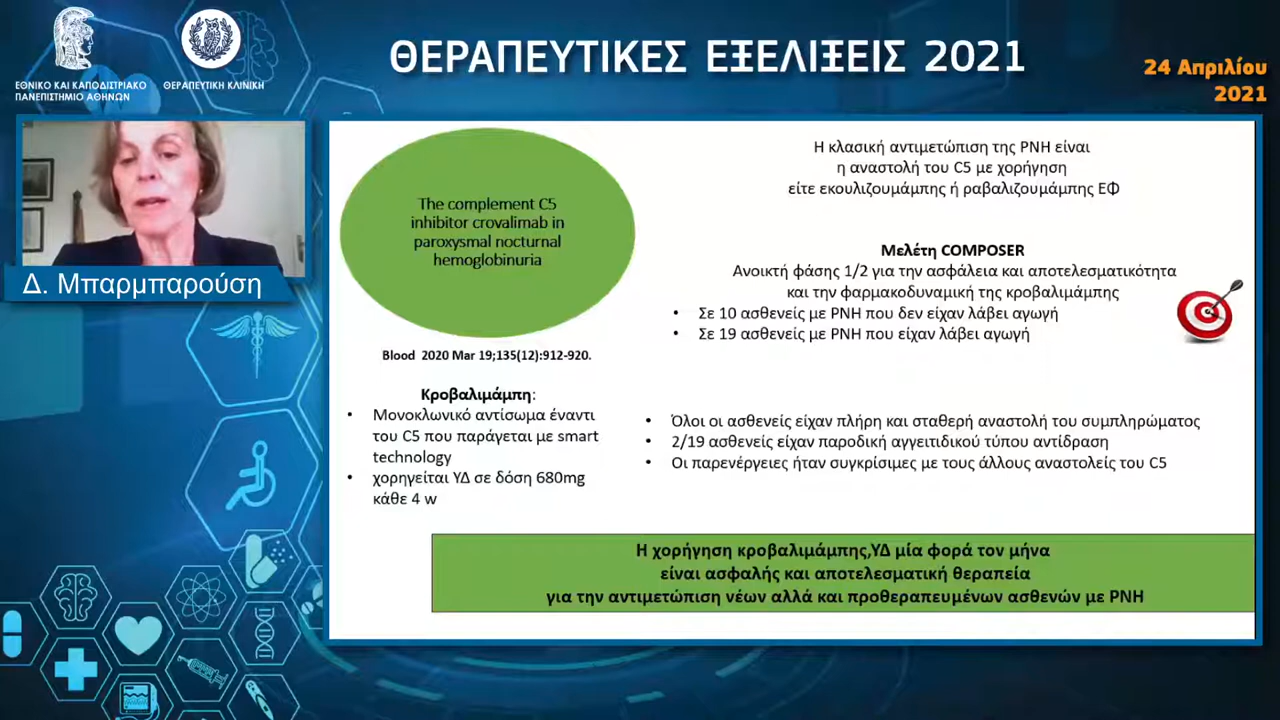 ΕΘΝΙΚΟ ΚΑΙ ΚΑΠΟΔΙΣΤΡΙΑΚΟ
ΠΑΝΕΠΙΣΤΗΜΙΟ ΑΘΗΝΩΝ
ΘΕΡΑΠΕΥΤΙΚΗ ΚΛΙΝΙΚΗ
ΘΕΡΑΠΕΥΤΙΚΕΣ ΕΞΕΛΙΞΕΙΣ 2021
24 Απριλίου
2021
Δ. Μπαρμπαρούση
The complement C5
inhibitor crovalimab in
paroxysmal nocturnal
hemoglobinuria
Blood 2020 Mar 19;135(12):912-920.
Κροβαλιμάμπη:
• Μονοκλωνικό αντίσωμα έναντι
του C5 που παράγεται με smart
technology
• χορηγείται ΥΔ σε δόση 680mg
κάθε 4 w
Η κλασική αντιμετώπιση της PNH είναι
η αναστολή του C5 με χορήγηση
είτε εκουλιζουμάμπης ή ραβαλιζουμάμπης ΕΦ
Μελέτη COMPOSER
Ανοικτή φάσης 1/2 για την ασφάλεια και αποτελεσματικότητα
και την φαρμακοδυναμική της κροβαλιμάμπης
• Σε 10 ασθενείς με PNH που δεν είχαν λάβει αγωγή
• Σε 19 ασθενείς με PNH που είχαν λάβει αγωγή
• Όλοι οι ασθενείς είχαν πλήρη και σταθερή αναστολή του συμπληρώματος
• 2/19 ασθενείς είχαν παροδική αγγειτιδικού τύπου αντίδραση
• Οι παρενέργειες ήταν συγκρίσιμες με τους άλλους αναστολείς του C5
Η χορήγηση κροβαλιμάμπης,ΥΔ μία φορά τον μήνα
είναι ασφαλής και αποτελεσματική θεραπεία
για την αντιμετώπιση νέων αλλά και προθεραπευμένων ασθενών με PNH